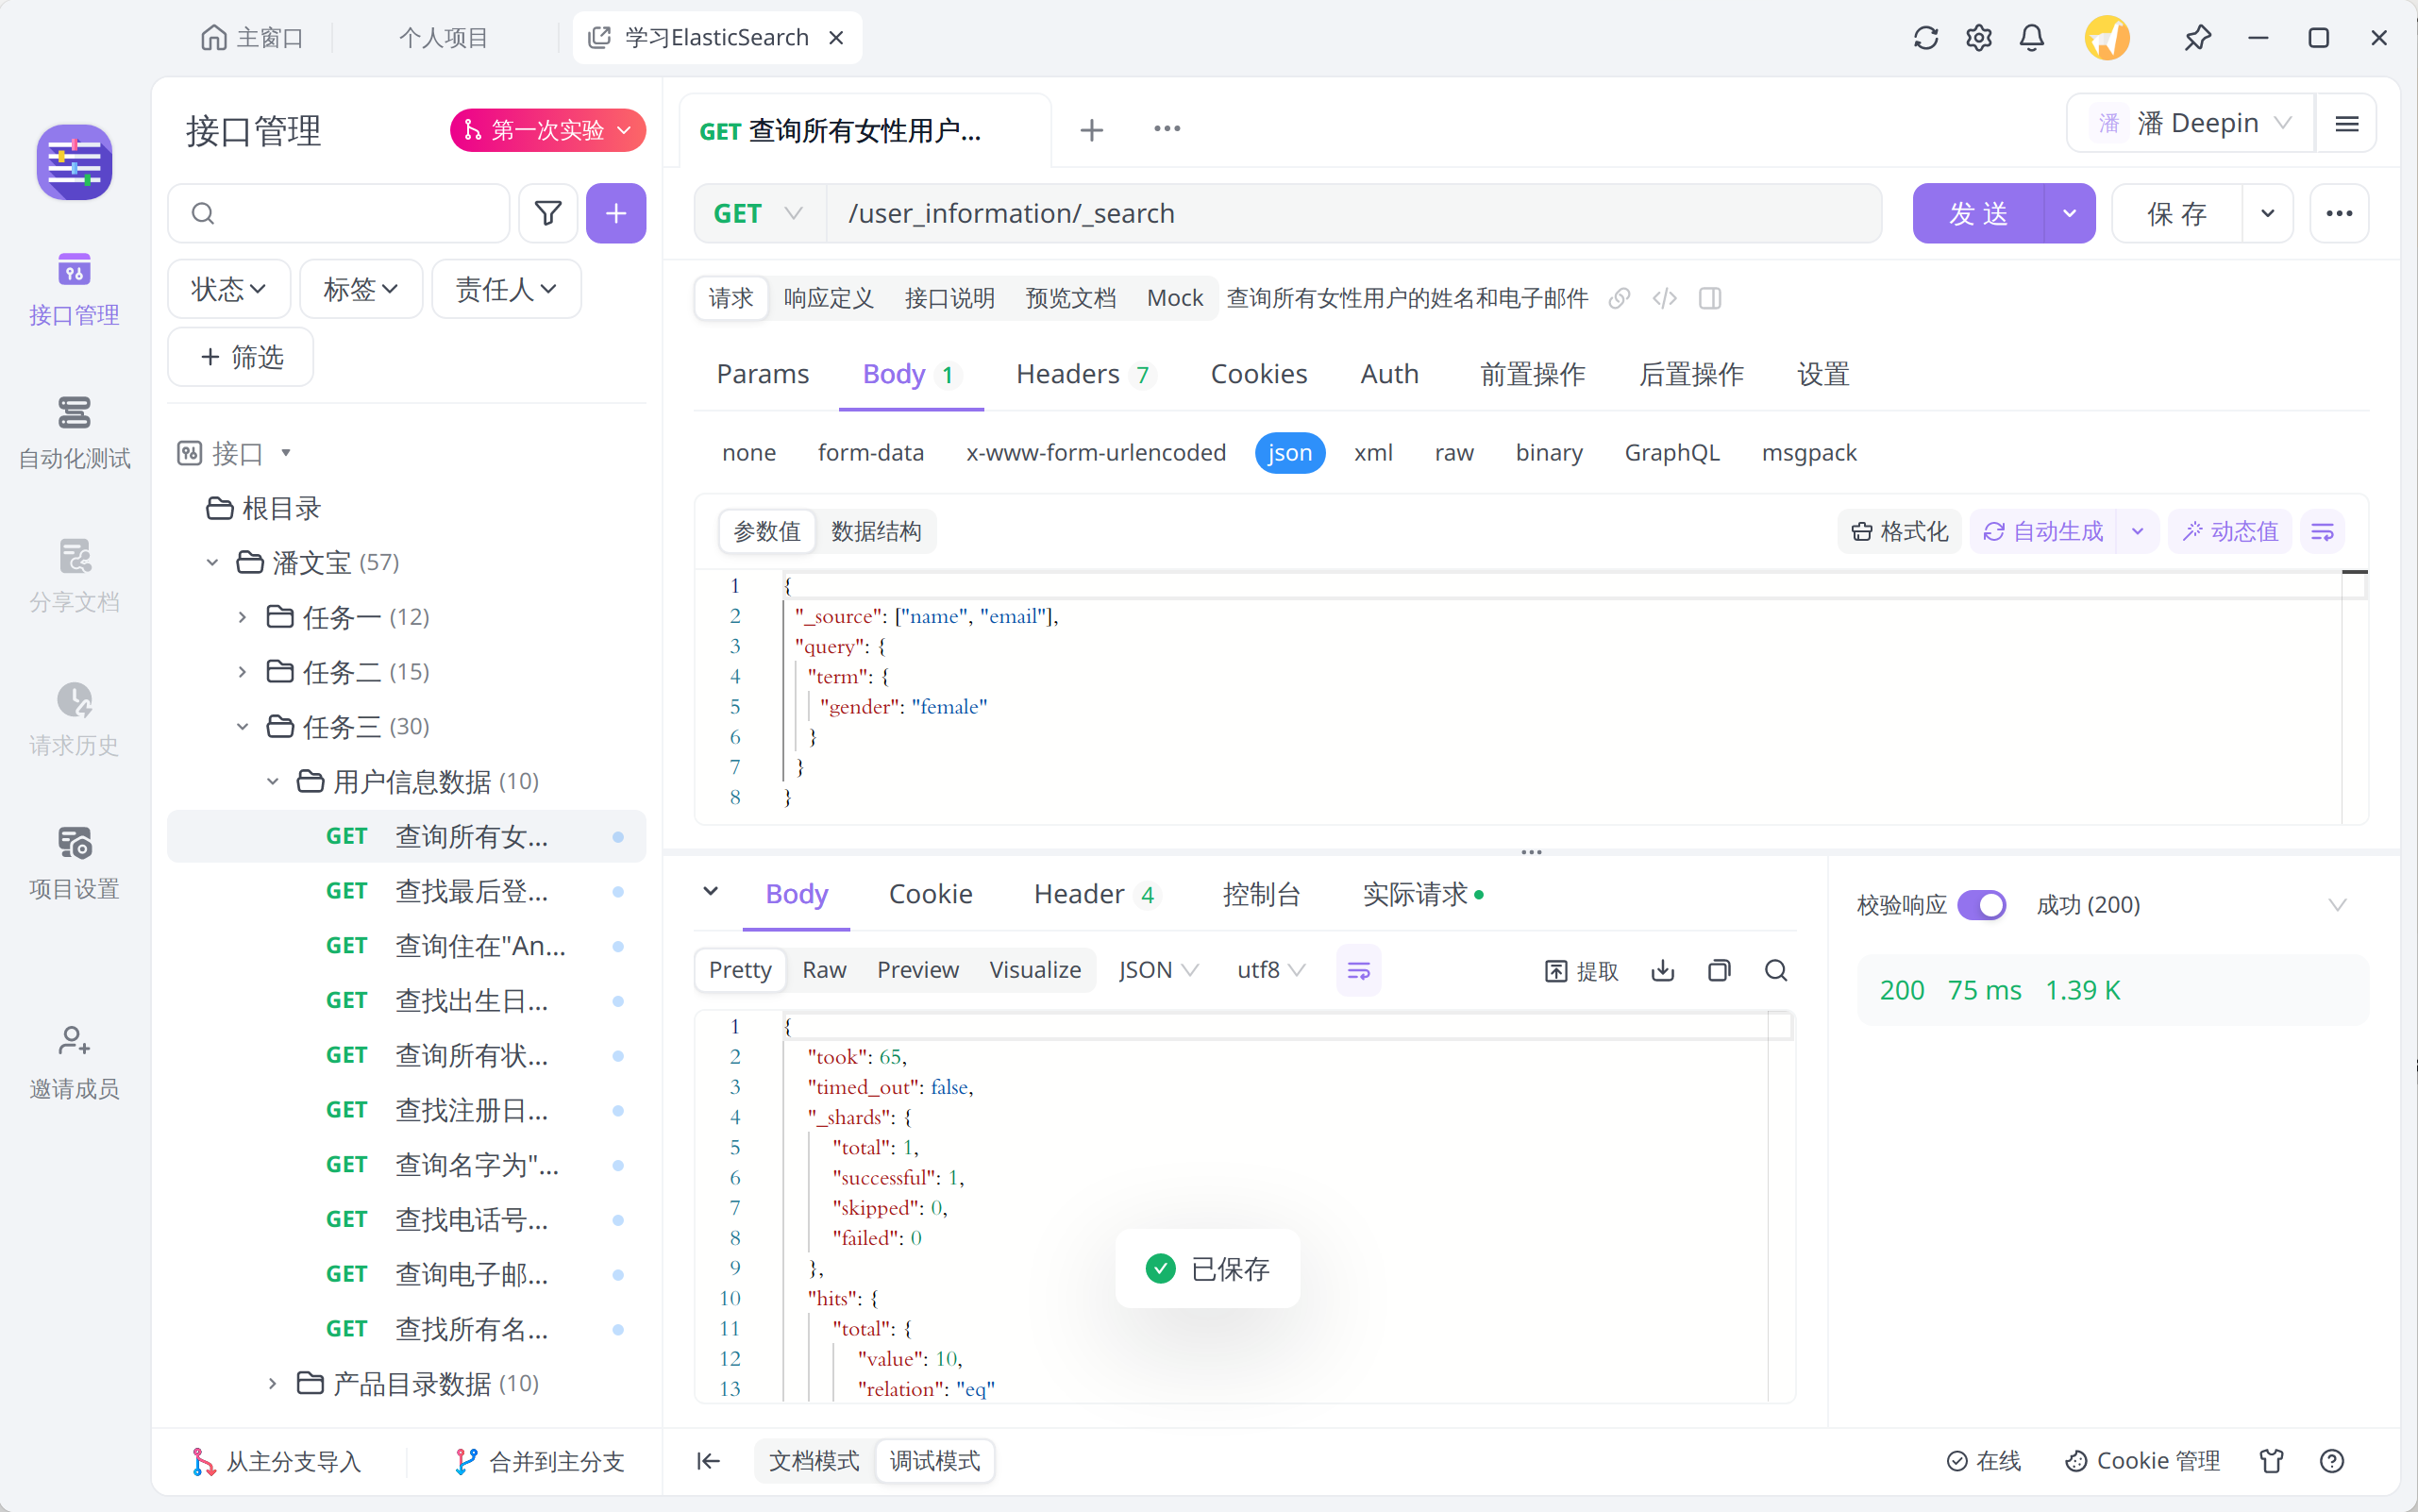 主窗口
个人项目
学习ElasticSearch
接口管理
自动化测试
分享文档
请求历史
项目设置
邀请成员
接口管理
第一次实验
状态
标签
责任人
筛选
接口
根目录
潘文宝 (57)
任务一 (12)
任务二 (15)
任务三 (30)
用户信息数据 (10)
GET 查询所有女...
GET 查找最后登...
GET 查询住在"An...
GET 查找出生日...
GET 查询所有状...
GET 查找注册日...
GET 查询名字为"...
GET 查找电话号...
GET 查询电子邮...
GET 查找所有名...
产品目录数据 (10)
从主分支导入
合并到主分支
GET 查询所有女性用户...
潘 潘 Deepin
GET /user_information/_search
发 送
保 存
请求 响应定义 接口说明 预览文档 Mock 查询所有女性用户的姓名和电子邮件
Params Body 1 Headers 7 Cookies Auth 前置操作 后置操作 设置
none form-data x-www-form-urlencoded json xml raw binary GraphQL msgpack
参数值 数据结构
格式化 自动生成 动态值
1 {
2 "_source": ["name", "email"],
3 "query": {
4 "term": {
5 "gender": "female"
6 }
7 }
8 }
Body Cookie Header 4 控制台 实际请求
Pretty Raw Preview Visualize JSON utf8
提取
1 {
2 "took": 65,
3 "timed_out": false,
4 "_shards": {
5 "total": 1,
6 "successful": 1,
7 "skipped": 0,
8 "failed": 0
9 },
10 "hits": {
11 "total": {
12 "value": 10,
13 "relation": "eq"
已保存
校验响应 成功 (200)
200 75 ms 1.39 K
文档模式 调试模式
在线
Cookie 管理